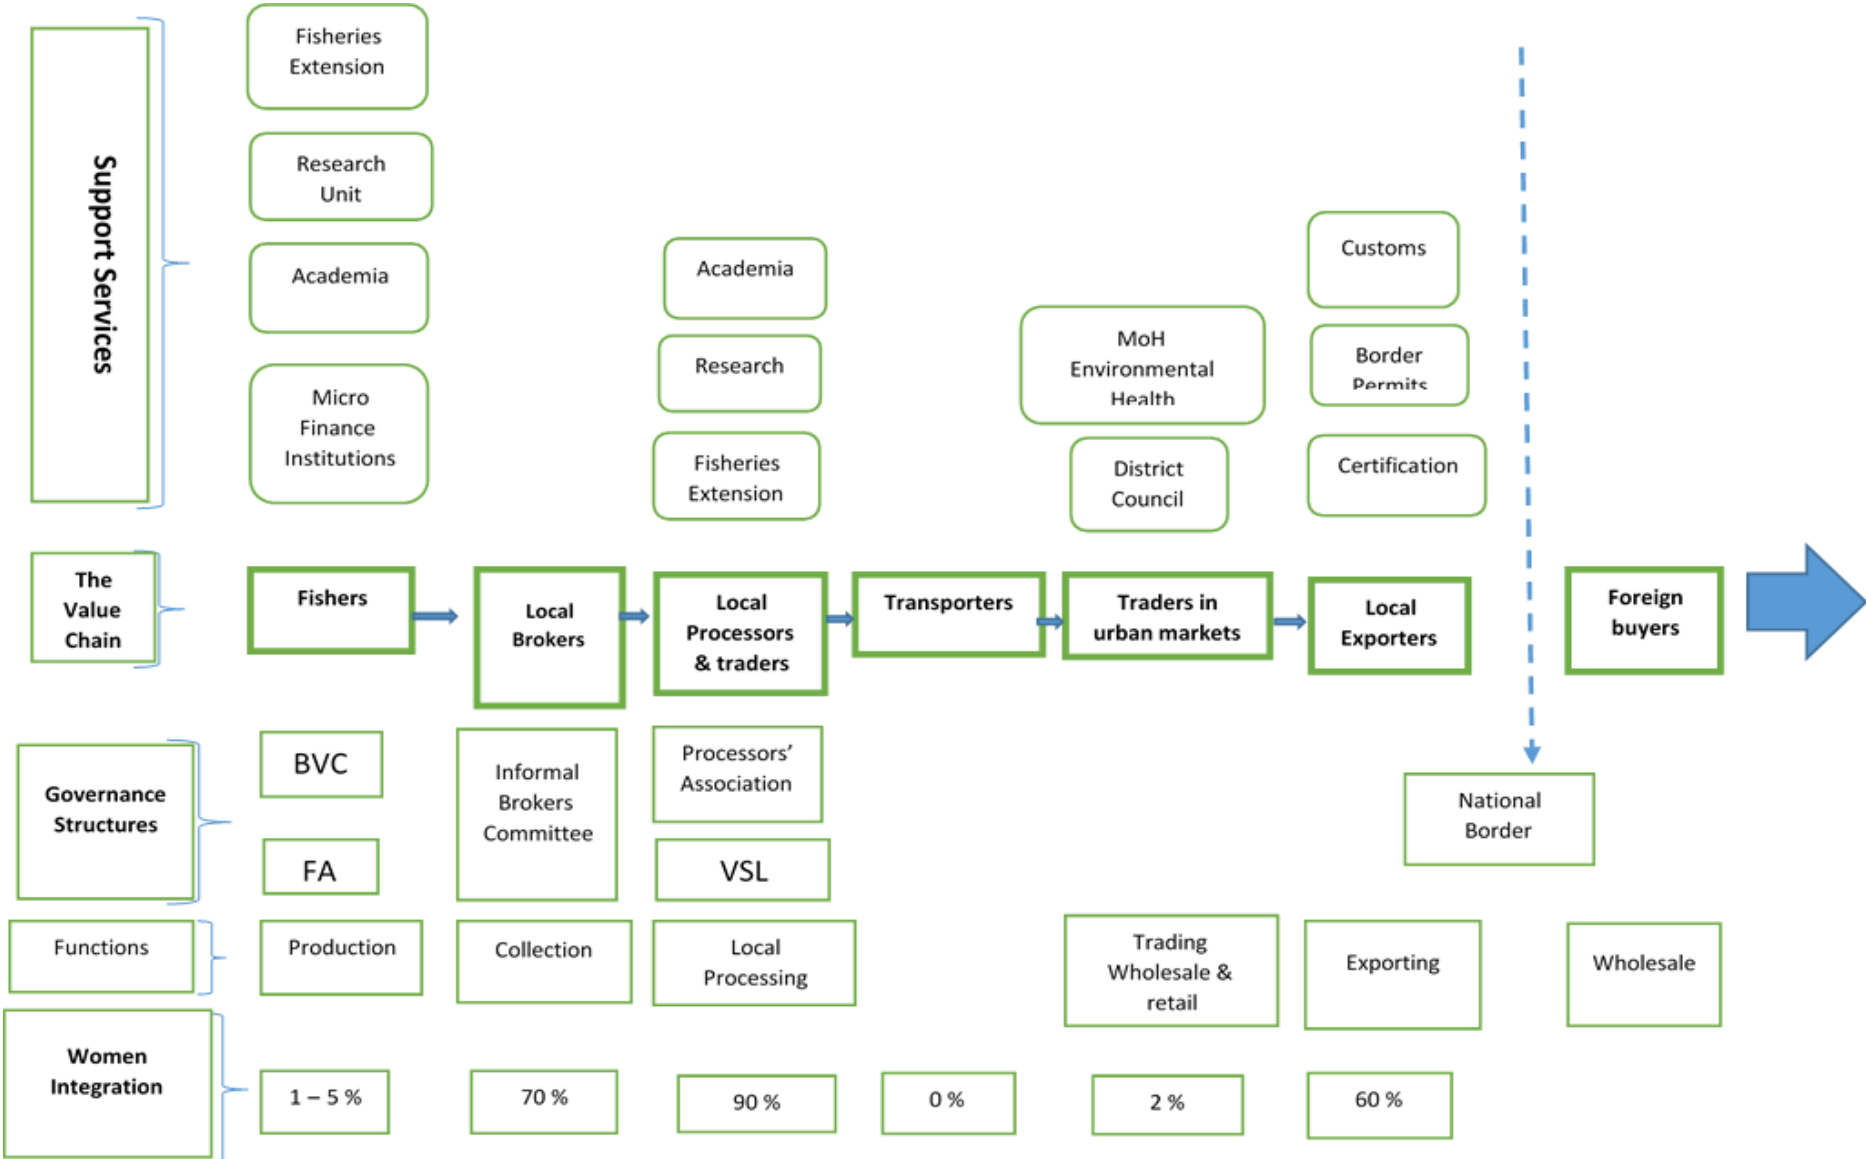 Support Services
Fisheries
Extension
Research
Unit
Academia
Micro
Finance
Institutions
Academia
Research
Fisheries
Extension
MoH
Environmental
Health
District
Council
Customs
Border
Permits
Certification
The
Value
Chain
Fishers
Local
Brokers
Local
Processors
& traders
Transporters
Traders in
urban markets
Local
Exporters
Foreign
buyers
Governance
Structures
BVC
FA
Informal
Brokers
Committee
Processors’
Association
VSL
National
Border
Functions
Production
Collection
Local
Processing
Trading
Wholesale &
retail
Exporting
Wholesale
Women
Integration
1 – 5 %
70 %
90 %
0 %
2 %
60 %